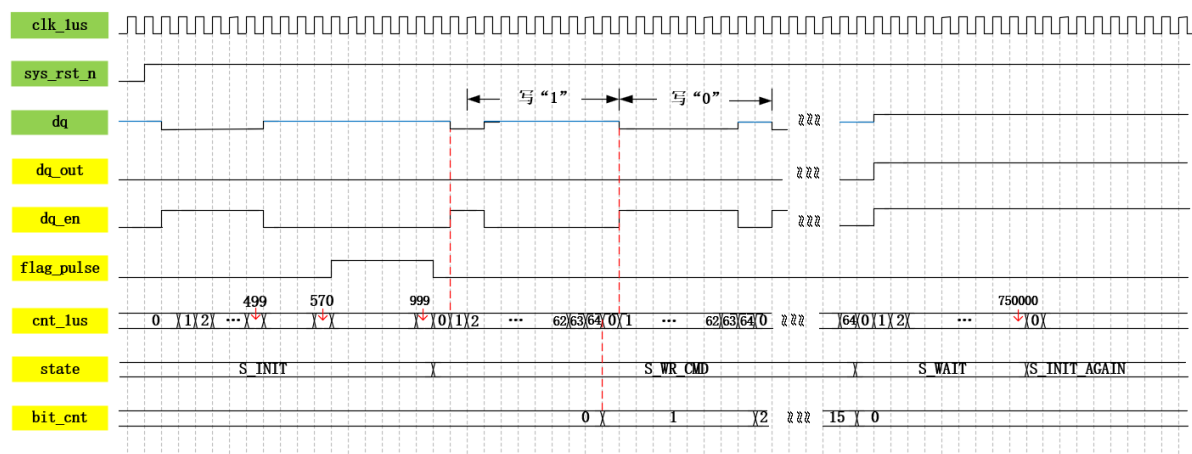 clk_1us
sys_rst_n
写“1” 写“0”
dq
dq_out
dq_en
flag_pulse
499 570 999 750000
cnt_1us 0 1 2 ··· 0 1 2 ··· 62 63 64 0 1 ··· 62 63 64 0 64 0 1 2 ··· 0
state S_INIT S_WR_CMD S_WAIT S_INIT_AGAIN
bit_cnt 0 1 2 15 0